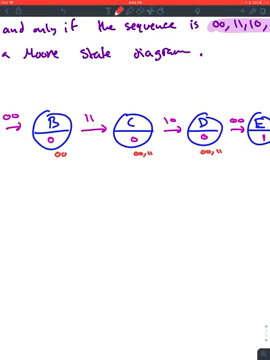 and only if the sequence is 00, 11, 10,
a Moore State diagram.
00 11 10 00
B C D E
0 0 0 1
00 00,11 00,11